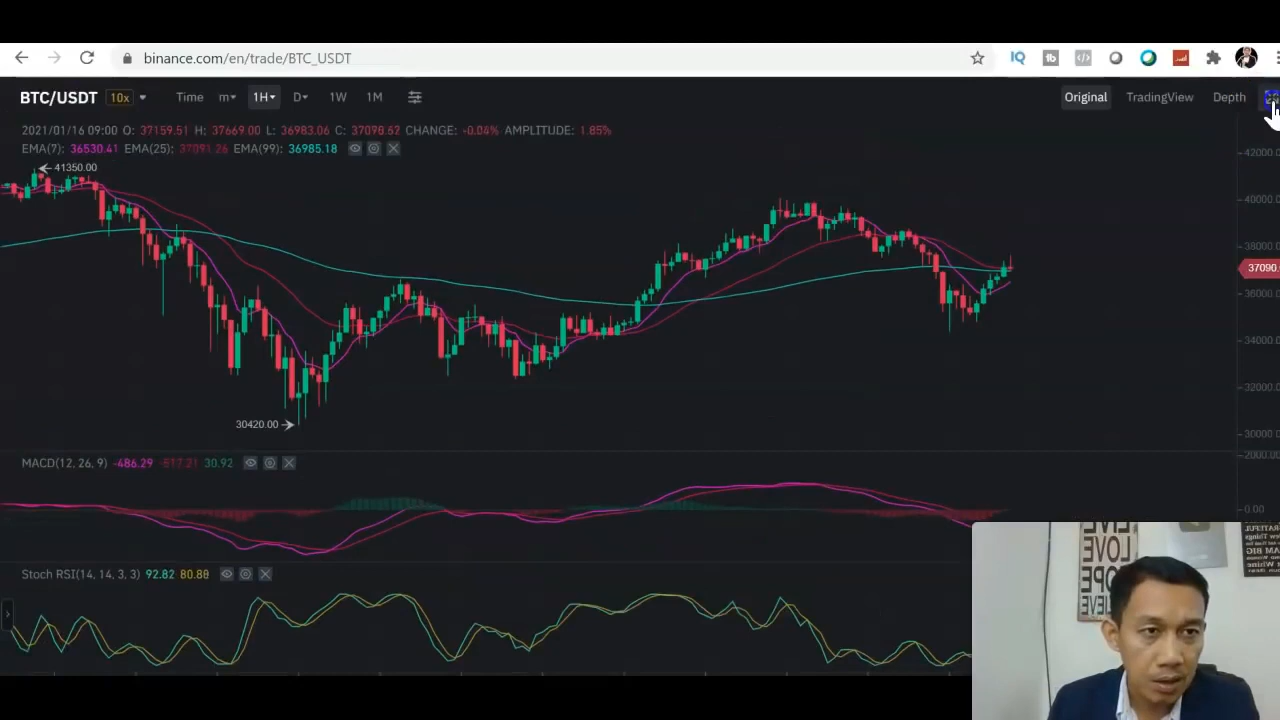 binance.com/en/trade/BTC_USDT
BTC/USDT 10x Time m 1H D 1W 1M Original TradingView Depth
2021/01/16 09:00 O: 37159.51 H: 37669.00 L: 36983.06 C: 37098.62 CHANGE: -0.04% AMPLITUDE: 1.85%
EMA(7): 36530.41 EMA(25): 37091.26 EMA(99): 36985.18
41350.00
42000.0
40000.0
38000.0
37090.
36000.0
34000.0
32000.0
30420.00
30000.0
MACD(12, 26, 9) -486.29 -517.21 30.92
2000.00
0.00
Stoch RSI(14, 14, 3, 3) 92.82 80.88
LIVE
LOVE